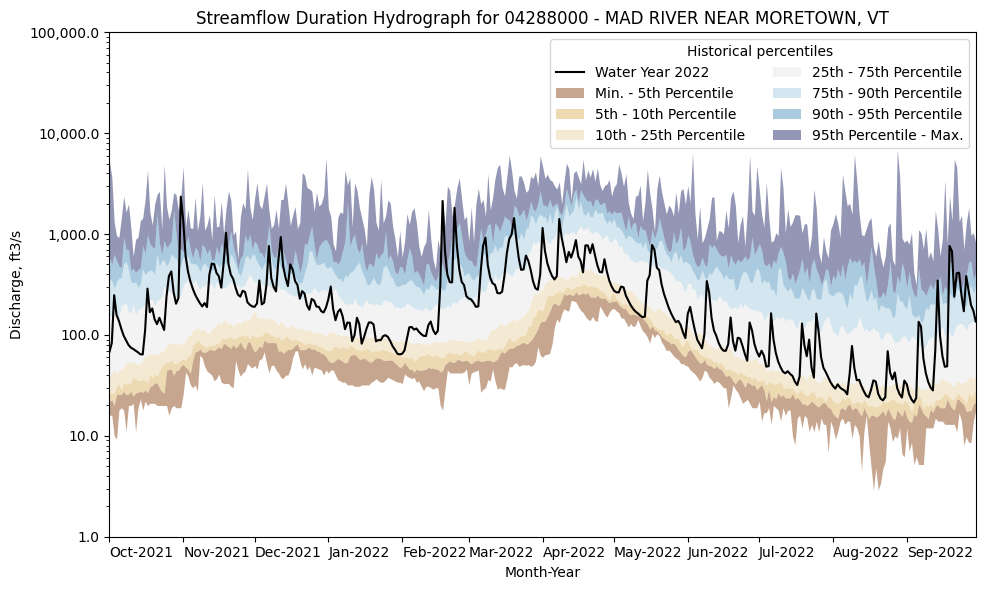 Streamflow Duration Hydrograph for 04288000 - MAD RIVER NEAR MORETOWN, VT
Historical percentiles
Water Year 2022
Min. - 5th Percentile
5th - 10th Percentile
10th - 25th Percentile
25th - 75th Percentile
75th - 90th Percentile
90th - 95th Percentile
95th Percentile - Max.
Discharge, ft3/s
100,000.0
10,000.0
1,000.0
100.0
10.0
1.0
Oct-2021 Nov-2021 Dec-2021 Jan-2022 Feb-2022 Mar-2022 Apr-2022 May-2022 Jun-2022 Jul-2022 Aug-2022 Sep-2022
Month-Year